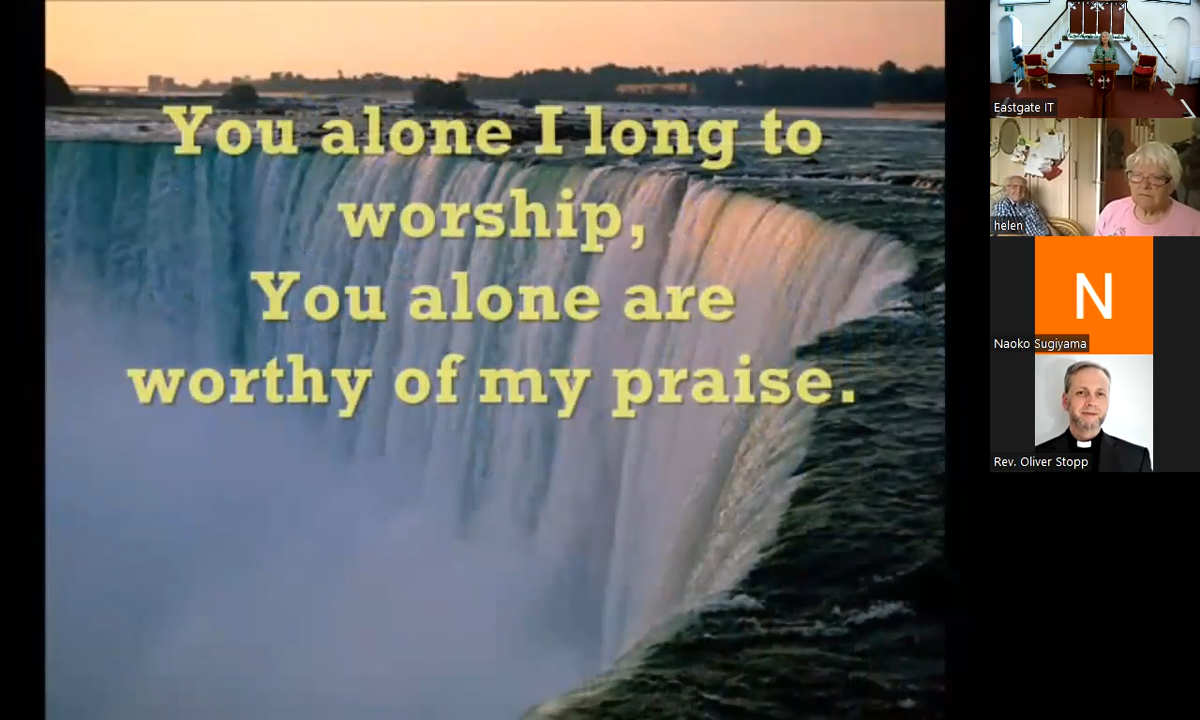 You alone I long to
worship,
You alone are
worthy of my praise.
Eastgate IT
helen
N
Naoko Sugiyama
Rev. Oliver Stopp